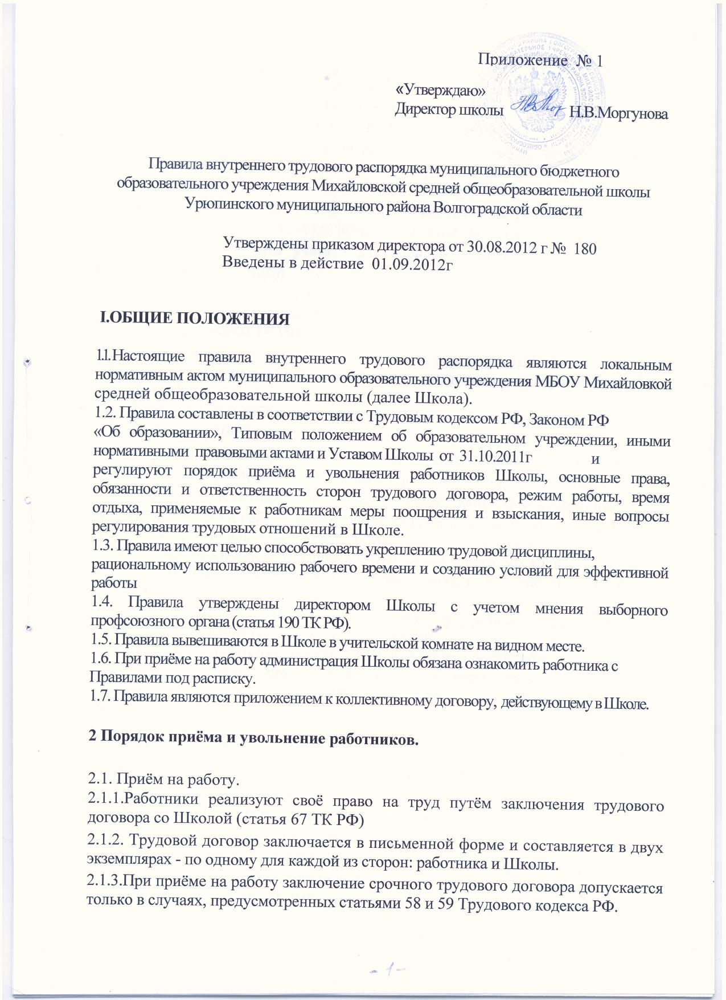 Приложение № 1
«Утверждаю»
Директор школы Н.В.Моргунова
Правила внутреннего трудового распорядка муниципального бюджетного
образовательного учреждения Михайловской средней общеобразовательной школы
Урюпинского муниципального района Волгоградской области
Утверждены приказом директора от 30.08.2012 г № 180
Введены в действие 01.09.2012г
I.ОБЩИЕ ПОЛОЖЕНИЯ
1.1.Настоящие правила внутреннего трудового распорядка являются локальным
нормативным актом муниципального образовательного учреждения МБОУ Михайловкой
средней общеобразовательной школы (далее Школа).
1.2. Правила составлены в соответствии с Трудовым кодексом РФ, Законом РФ
«Об образовании», Типовым положением об образовательном учреждении, иными
нормативными правовыми актами и Уставом Школы от 31.10.2011г и
регулируют порядок приёма и увольнения работников Школы, основные права,
обязанности и ответственность сторон трудового договора, режим работы, время
отдыха, применяемые к работникам меры поощрения и взыскания, иные вопросы
регулирования трудовых отношений в Школе.
1.3. Правила имеют целью способствовать укреплению трудовой дисциплины,
рациональному использованию рабочего времени и созданию условий для эффективной
работы
1.4. Правила утверждены директором Школы с учетом мнения выборного
профсоюзного органа (статья 190 ТК РФ).
1.5. Правила вывешиваются в Школе в учительской комнате на видном месте.
1.6. При приёме на работу администрация Школы обязана ознакомить работника с
Правилами под расписку.
1.7. Правила являются приложением к коллективному договору, действующему в Школе.
2 Порядок приёма и увольнение работников.
2.1. Приём на работу.
2.1.1.Работники реализуют своё право на труд путём заключения трудового
договора со Школой (статья 67 ТК РФ)
2.1.2. Трудовой договор заключается в письменной форме и составляется в двух
экземплярах - по одному для каждой из сторон: работника и Школы.
2.1.3.При приёме на работу заключение срочного трудового договора допускается
только в случаях, предусмотренных статьями 58 и 59 Трудового кодекса РФ.
- 1 -